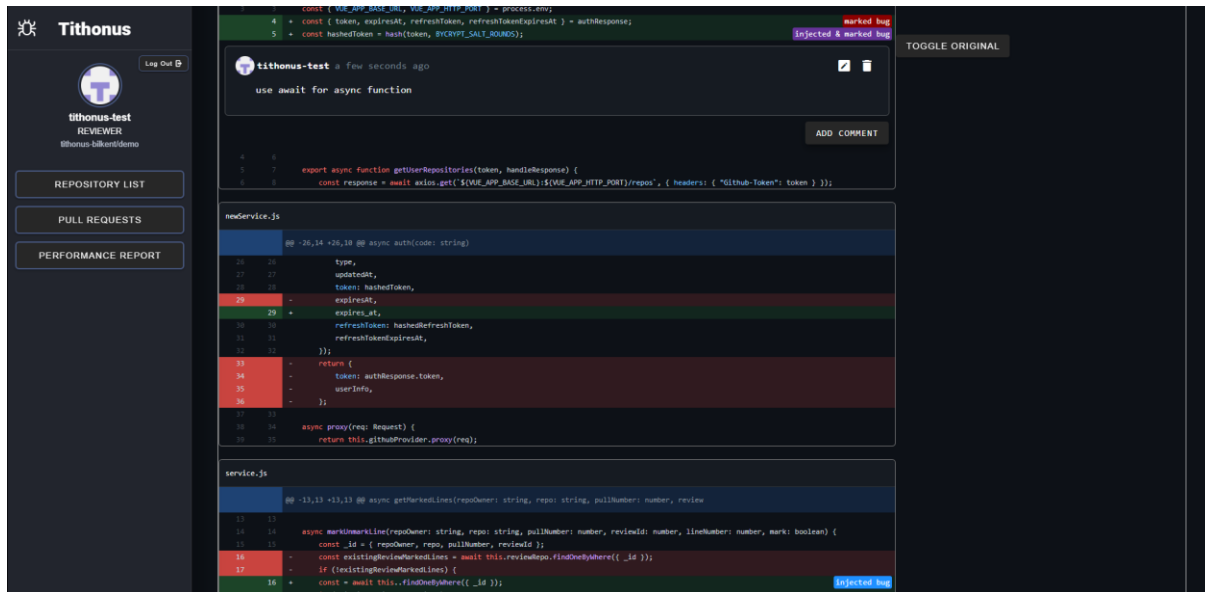 Tithonus
Log Out
tithonus-test
REVIEWER
tithonus-bilkent/demo
REPOSITORY LIST
PULL REQUESTS
PERFORMANCE REPORT
3 3 const { VUE_APP_BASE_URL, VUE_APP_HTTP_PORT } = process.env;
4 + const { token, expiresAt, refreshToken, refreshTokenExpiresAt } = authResponse; marked bug
5 + const hashedToken = hash(token, BYCRYPT_SALT_ROUNDS); injected & marked bug
TOGGLE ORIGINAL
tithonus-test a few seconds ago
use await for async function
ADD COMMENT
4 6
5 7 export async function getUserRepositories(token, handleResponse) {
6 8 const response = await axios.get(`${VUE_APP_BASE_URL}:${VUE_APP_HTTP_PORT}/repos`, { headers: { "Github-Token": token } });
newService.js
@@ -26,14 +26,10 @@ async auth(code: string)
26 26 type,
27 27 updatedAt,
28 28 token: hashedToken,
29 - expiresAt,
29 + expires_at,
30 30 refreshToken: hashedRefreshToken,
31 31 refreshTokenExpiresAt,
32 32 });
33 - return {
34 - token: authResponse.token,
35 - userInfo,
36 - };
37 33
38 34 async proxy(req: Request) {
39 35 return this.githubProvider.proxy(req);
service.js
@@ -13,13 +13,13 @@ async getMarkedLines(repoOwner: string, repo: string, pullNumber: number, review
13 13
14 14 async markUnmarkLine(repoOwner: string, repo: string, pullNumber: number, reviewId: number, lineNumber: number, mark: boolean) {
15 15 const _id = { repoOwner, repo, pullNumber, reviewId };
16 - const existingReviewMarkedLines = await this.reviewRepo.findOneByWhere({ _id });
17 - if (!existingReviewMarkedLines) {
16 + const = await this..findOneByWhere({ _id }); injected bug